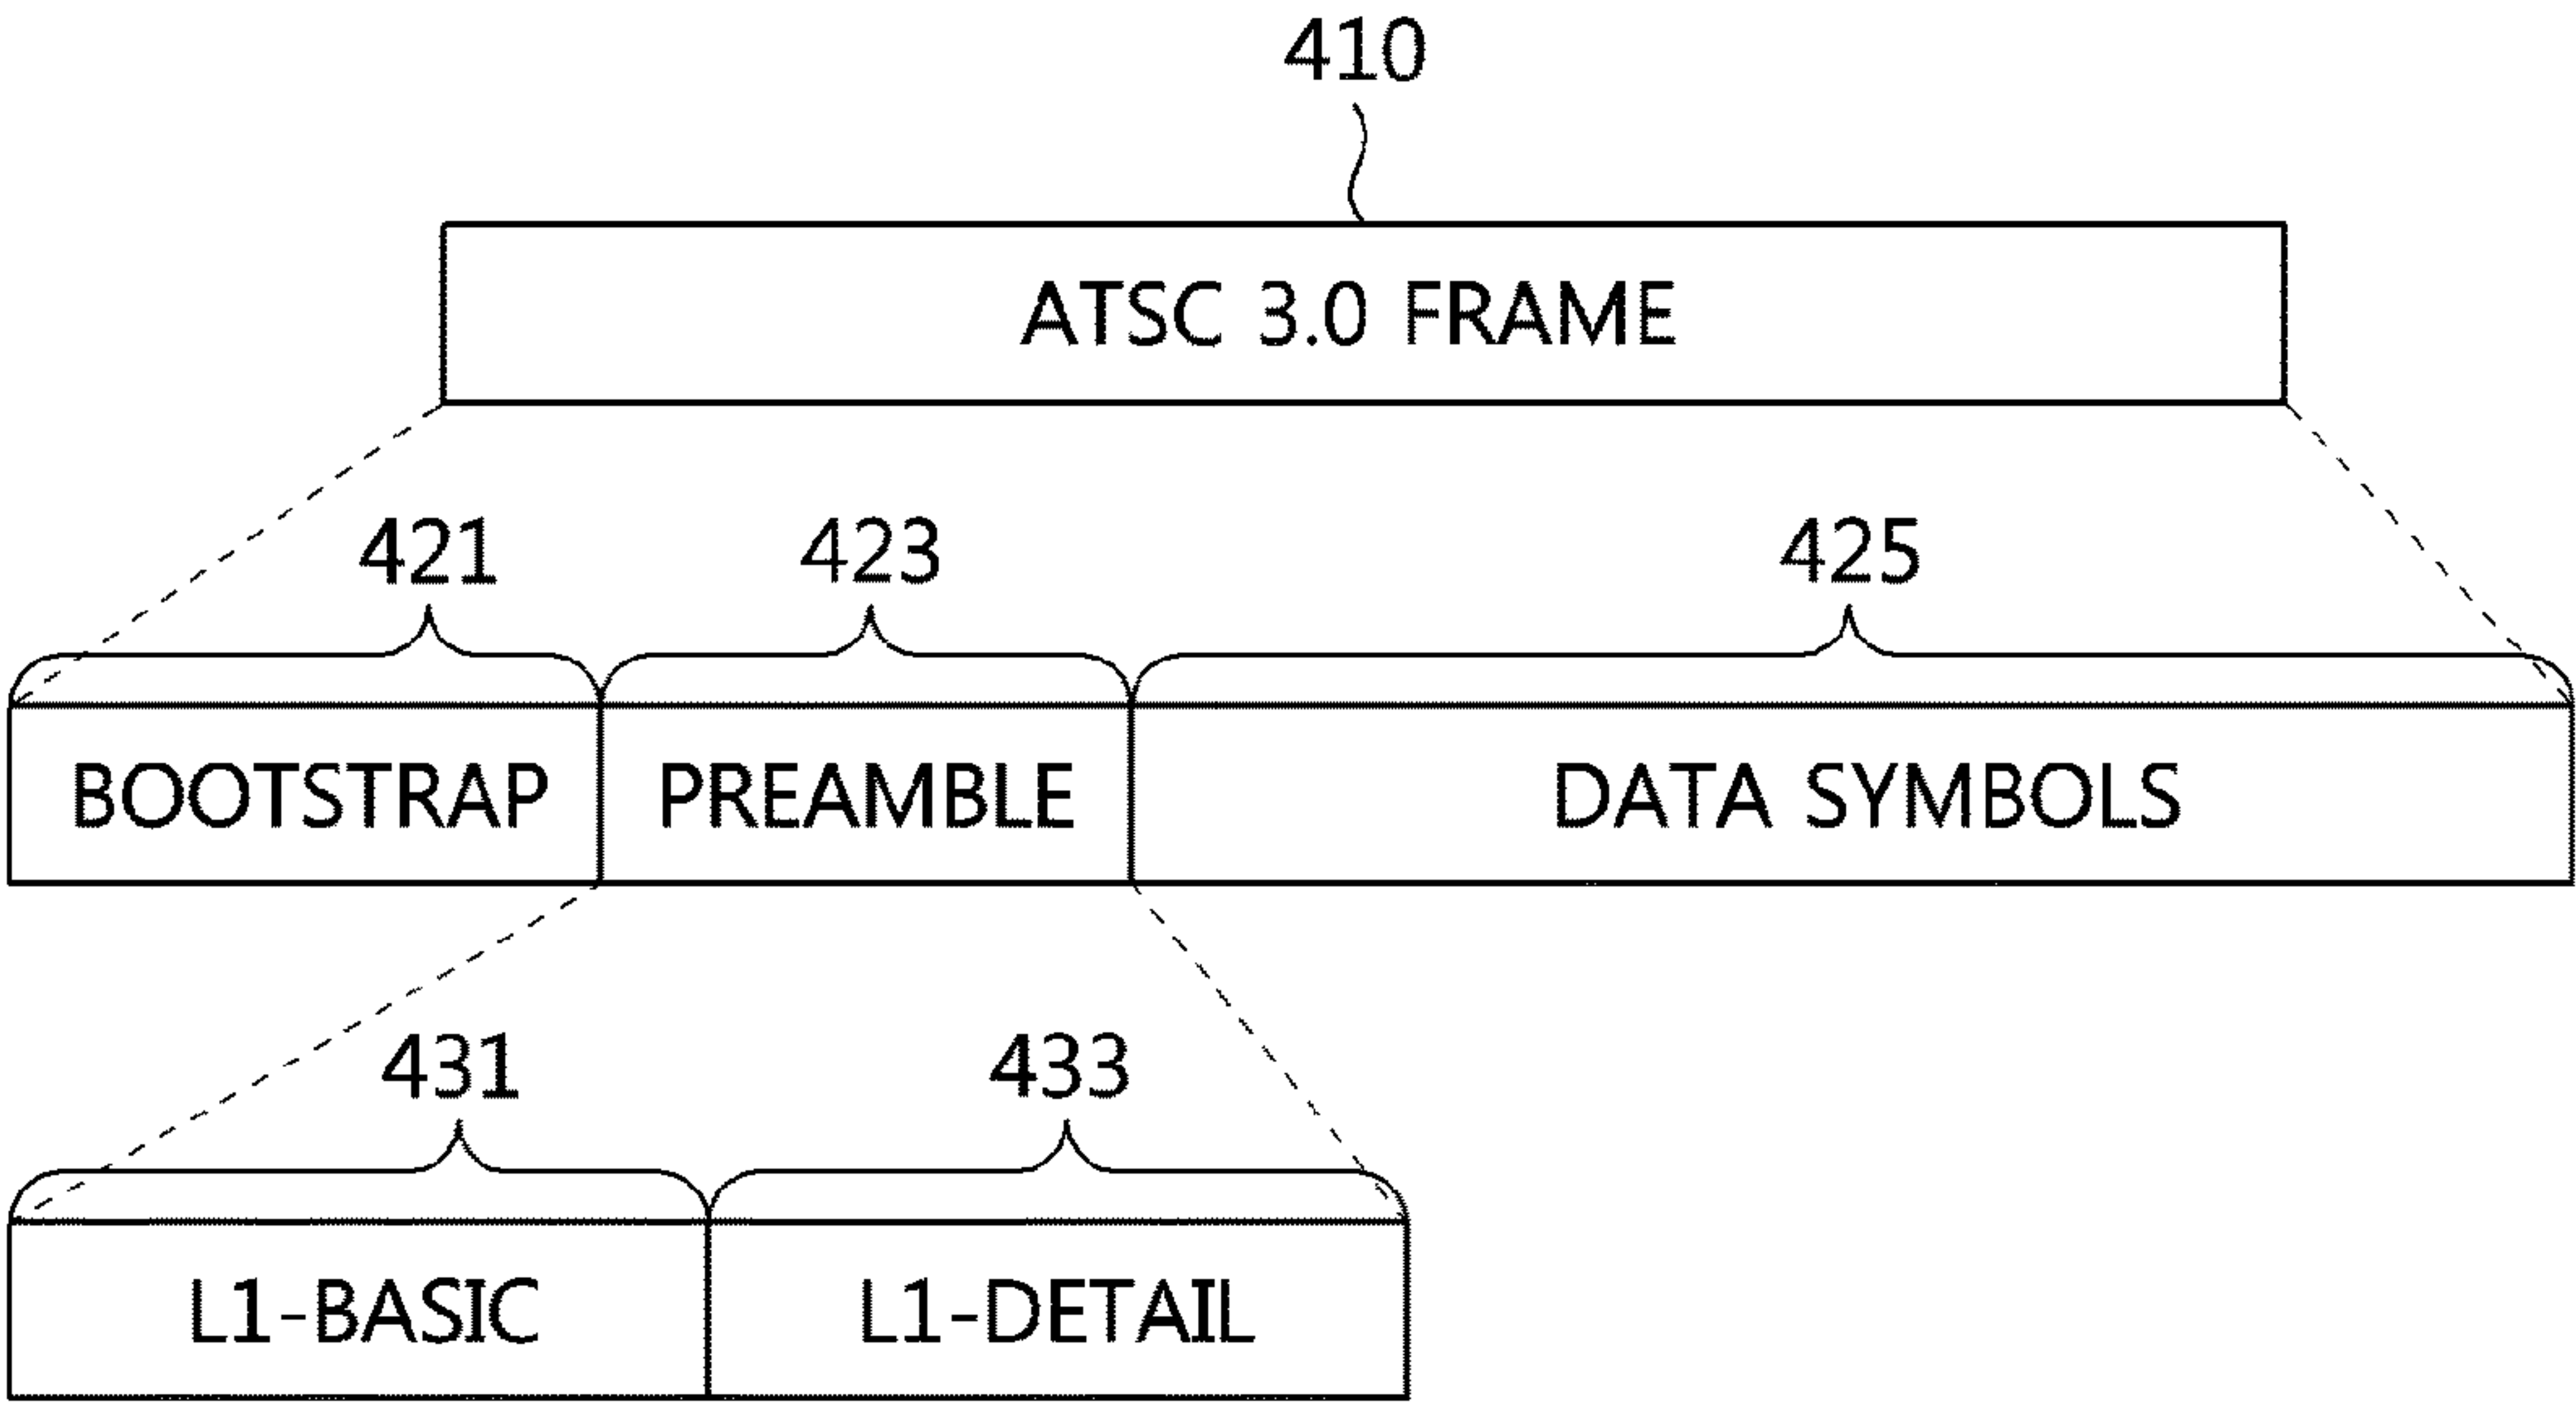 410
ATSC 3.0 FRAME
421 423 425
BOOTSTRAP PREAMBLE DATA SYMBOLS
431 433
L1-BASIC L1-DETAIL